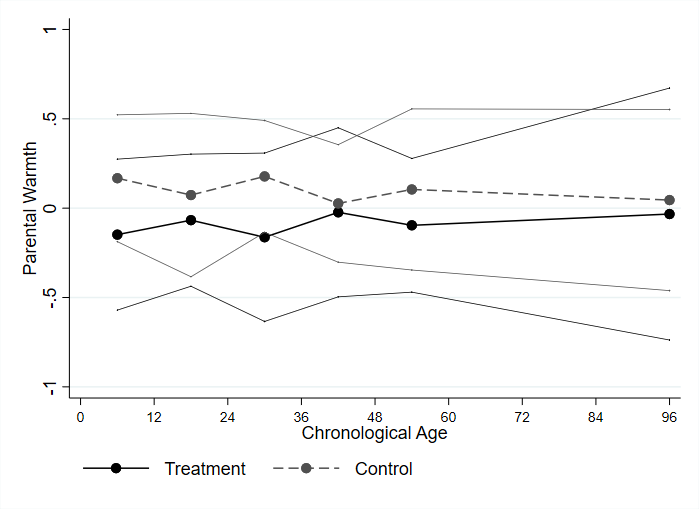 1
.5
0
-.5
-1
Parental Warmth
0 12 24 36 48 60 72 84 96
Chronological Age
Treatment Control